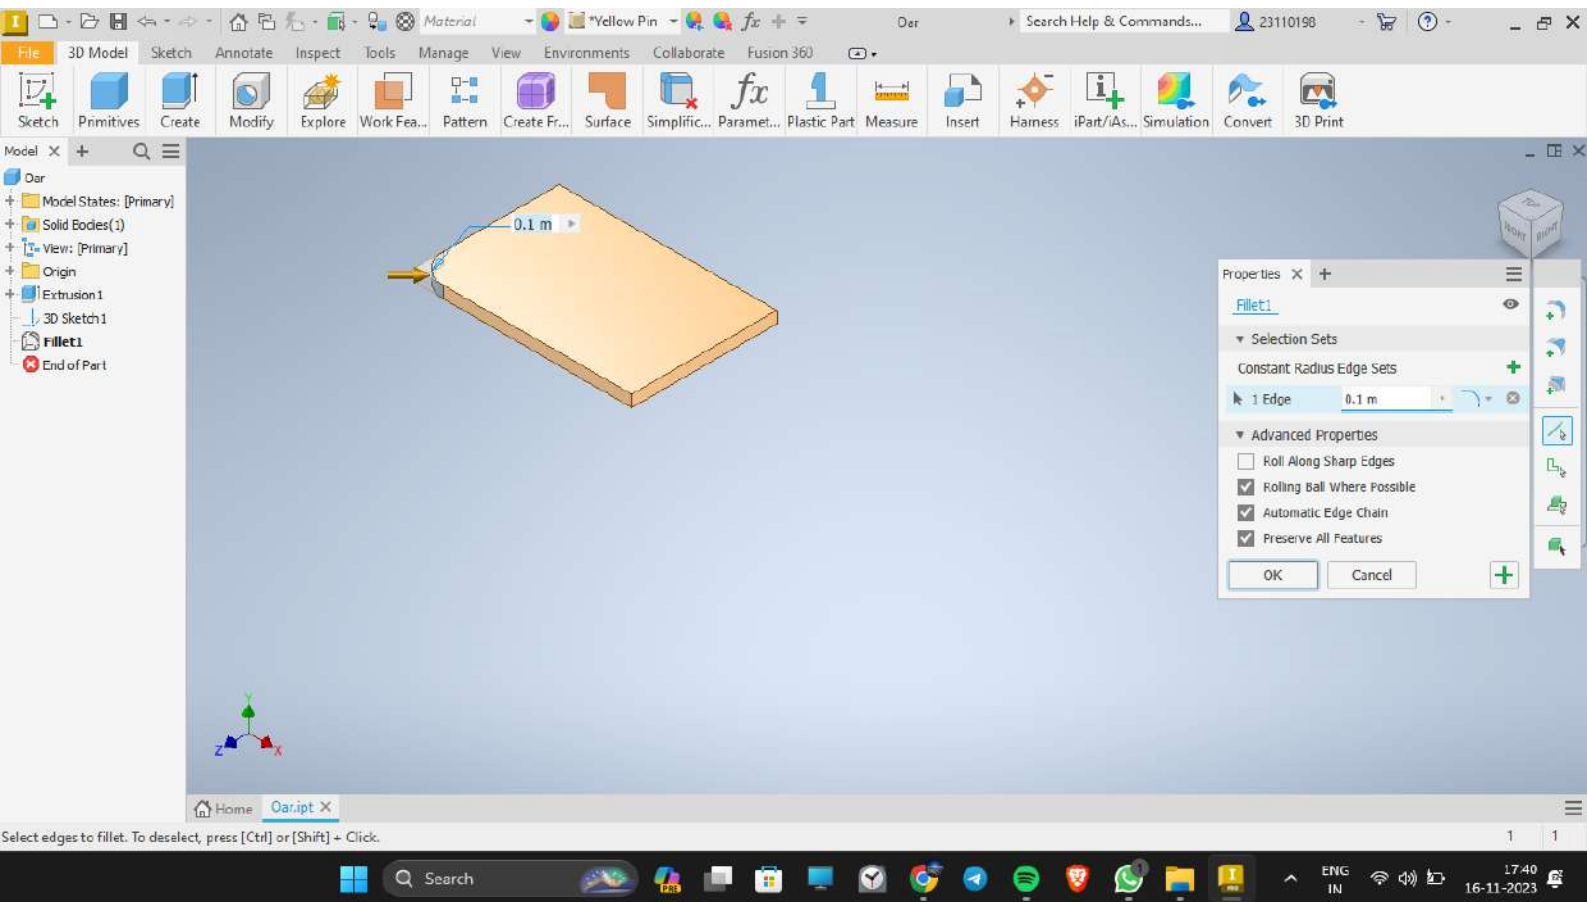 Material
*Yellow Pin
fx
Oar
Search Help & Commands...
23110198
File 3D Model Sketch Annotate Inspect Tools Manage View Environments Collaborate Fusion 360
fx
Sketch Primitives Create Modify Explore Work Fea... Pattern Create Fr... Surface Simplific... Paramet... Plastic Part Measure Insert Harness iPart/iAs... Simulation Convert 3D Print
Model
Oar
Model States: [Primary]
Solid Bodies(1)
View: [Primary]
Origin
Extrusion1
3D Sketch1
Fillet1
End of Part
0.1 m
FRONT RIGHT
Properties
Fillet1
Selection Sets
Constant Radius Edge Sets
1 Edge 0.1 m
Advanced Properties
Roll Along Sharp Edges
Rolling Ball Where Possible
Automatic Edge Chain
Preserve All Features
OK Cancel
Y
Z X
Home Oar.ipt
Select edges to fillet. To deselect, press [Ctrl] or [Shift] + Click. 1 1
Search
PRE
1
ENG
IN
17:40
16-11-2023